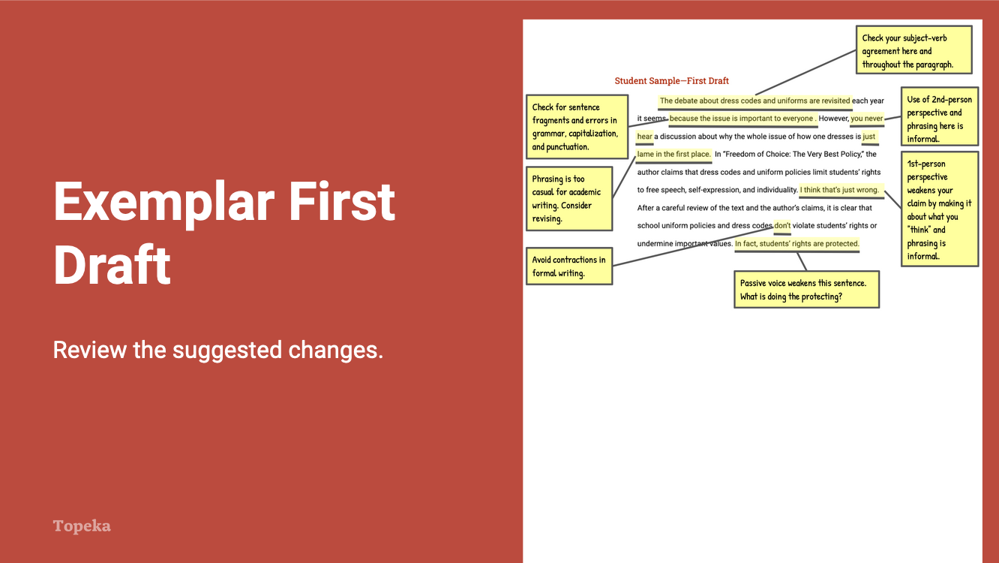 Exemplar First
Draft
Review the suggested changes.
Topeka
Student Sample—First Draft
The debate about dress codes and uniforms are revisited each year
it seems because the issue is important to everyone . However, you never
hear a discussion about why the whole issue of how one dresses is just
lame in the first place. In “Freedom of Choice: The Very Best Policy,” the
author claims that dress codes and uniform policies limit students’ rights
to free speech, self-expression, and individuality. I think that’s just wrong.
After a careful review of the text and the author’s claims, it is clear that
school uniform policies and dress codes don’t violate students’ rights or
undermine important values. In fact, students’ rights are protected.
Check your subject-verb
agreement here and
throughout the paragraph.
Check for sentence
fragments and errors in
grammar, capitalization,
and punctuation.
Use of 2nd-person
perspective and
phrasing here is
informal.
Phrasing is too
casual for academic
writing. Consider
revising.
1st-person
perspective
weakens your
claim by making it
about what you
"think" and
phrasing is
informal.
Avoid contractions in
formal writing.
Passive voice weakens this sentence.
What is doing the protecting?